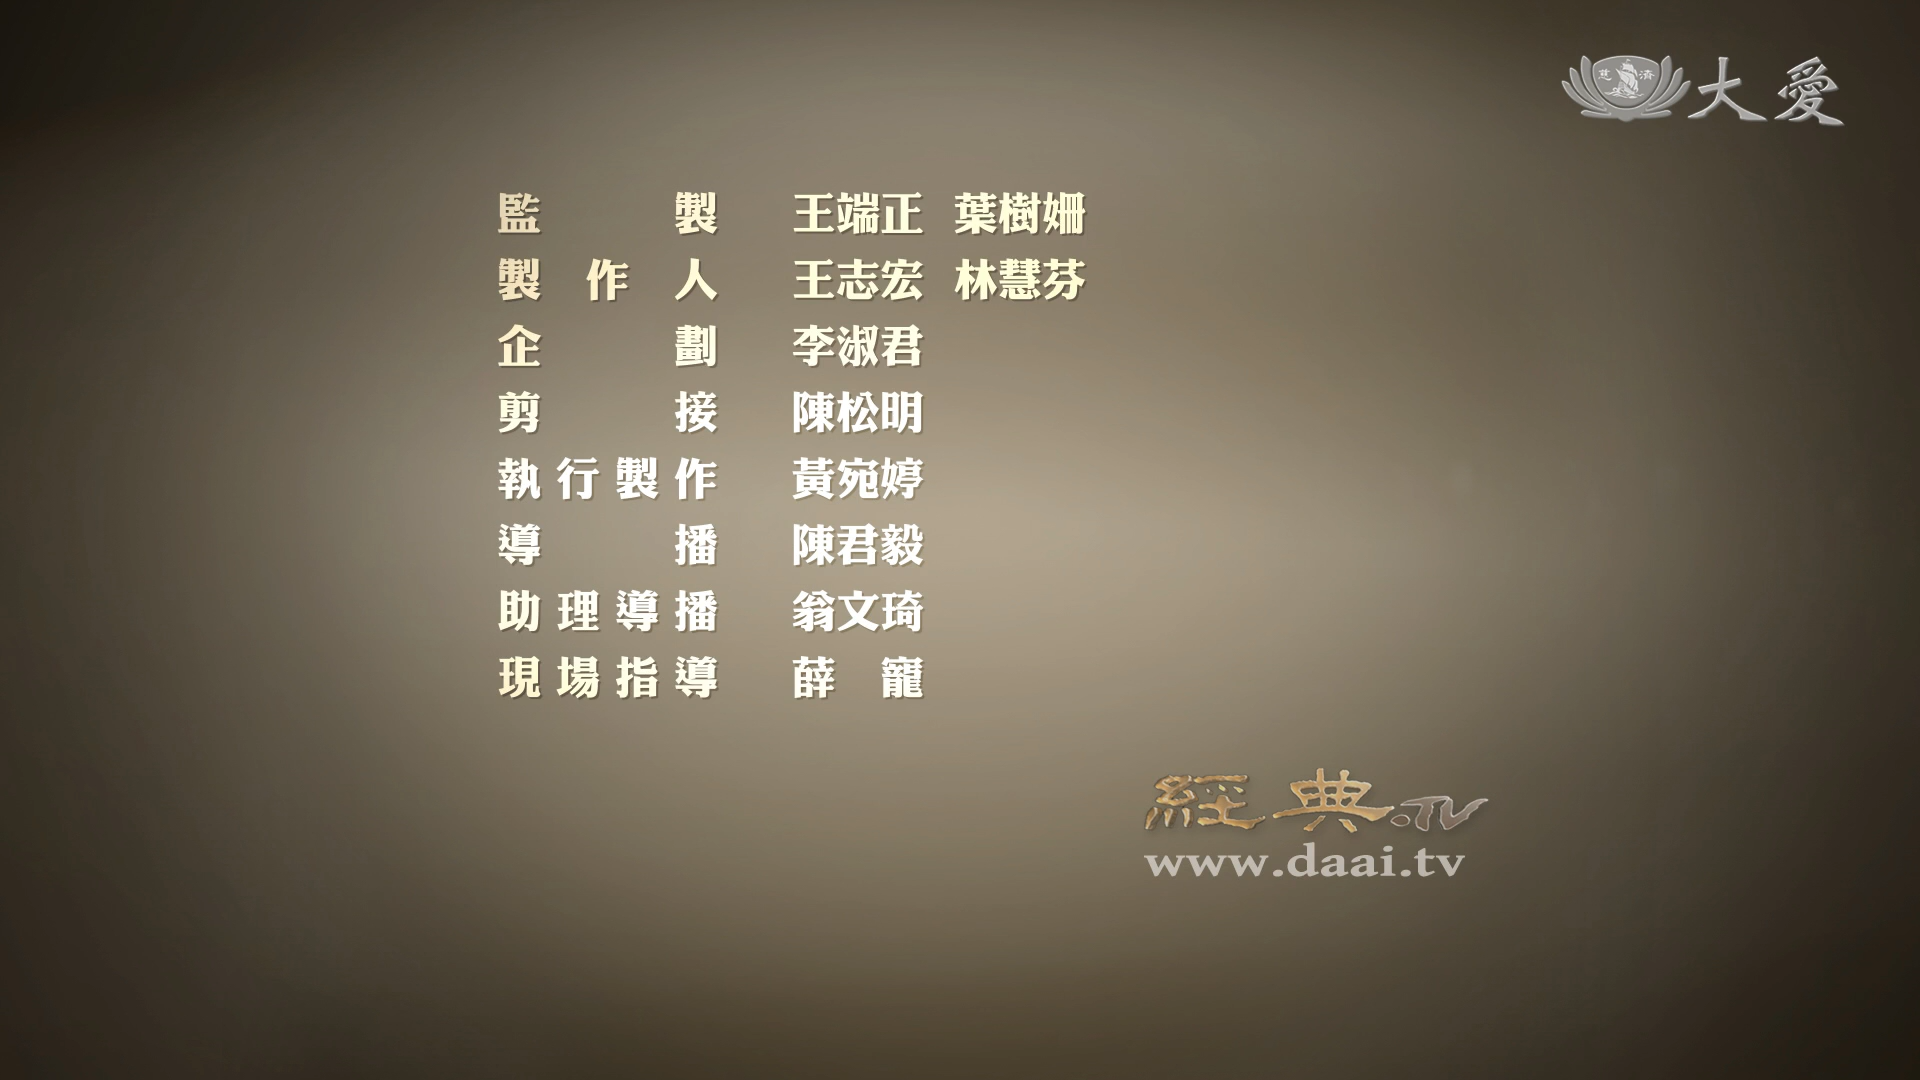 慈濟 大愛
監製 王端正 葉樹姍
製作人 王志宏 林慧芬
企劃 李淑君
剪接 陳松明
執行製作 黃宛婷
導播 陳君毅
助理導播 翁文琦
現場指導 薛寵
經典.TV
www.daai.tv